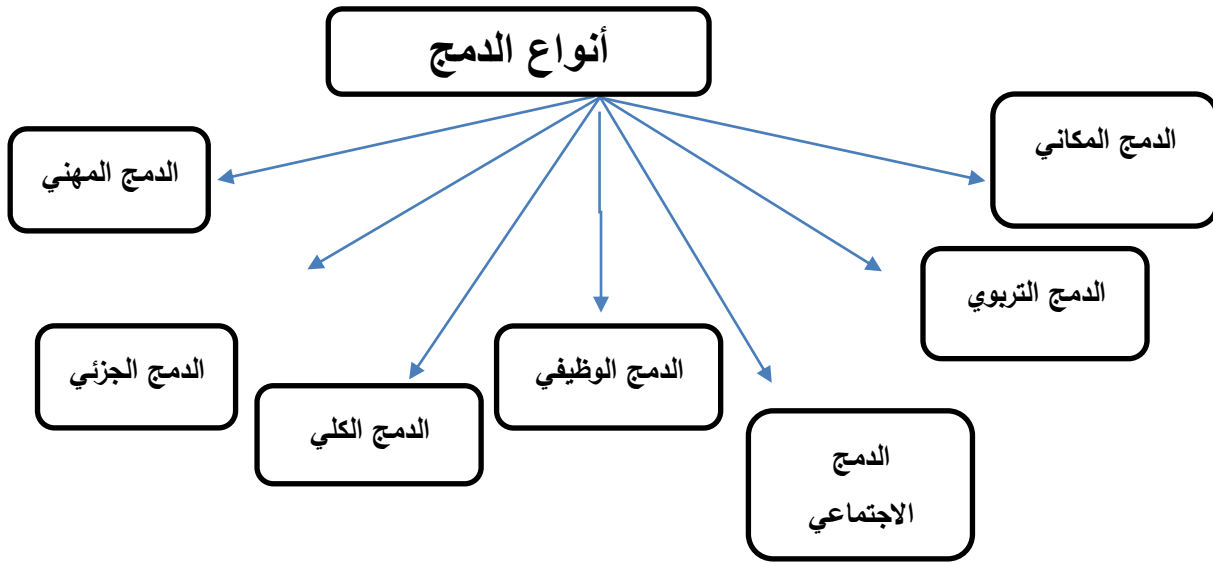 أنواع الدمج
الدمج المكاني
الدمج المهني
الدمج التربوي
الدمج الوظيفي
الدمج الجزئي
الدمج الكلي
الدمج
الاجتماعي